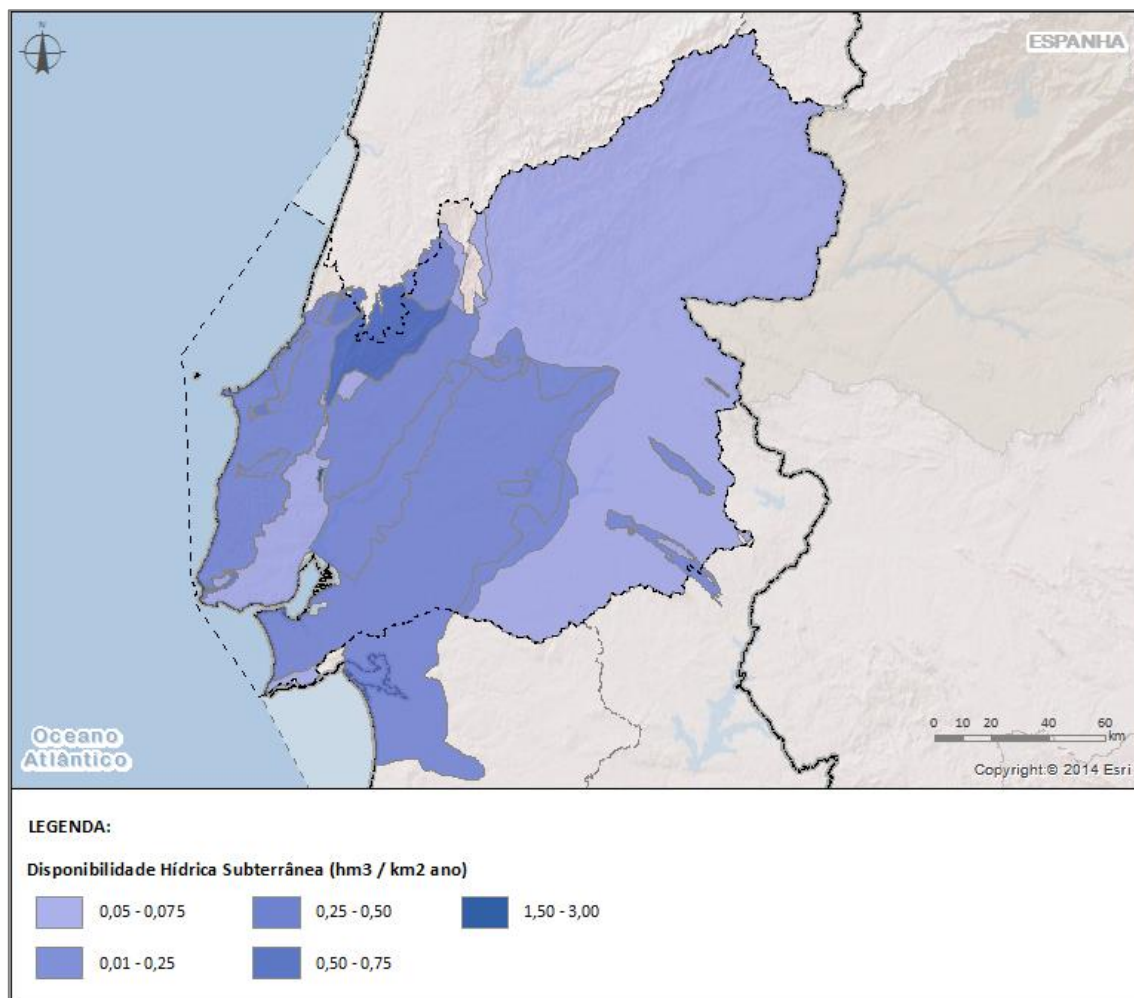 N
ESPANHA
Oceano
Atlântico
0 10 20 40 60
km
Copyright:© 2014 Esri
LEGENDA:
Disponibilidade Hídrica Subterrânea (hm3 / km2 ano)
0,05 - 0,075 0,25 - 0,50 1,50 - 3,00
0,01 - 0,25 0,50 - 0,75